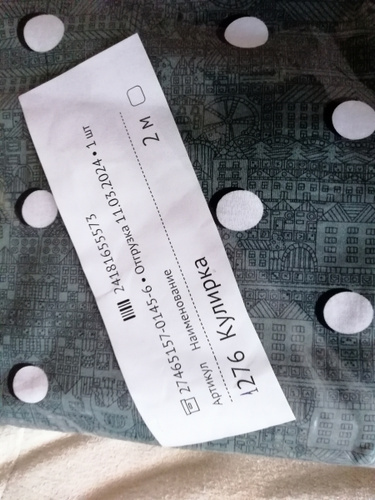 24181655573
27465157-0145-6 • Отгрузка 11.03.2024 • 1 шт
Артикул Наименование
1276 Кулирка 2 М